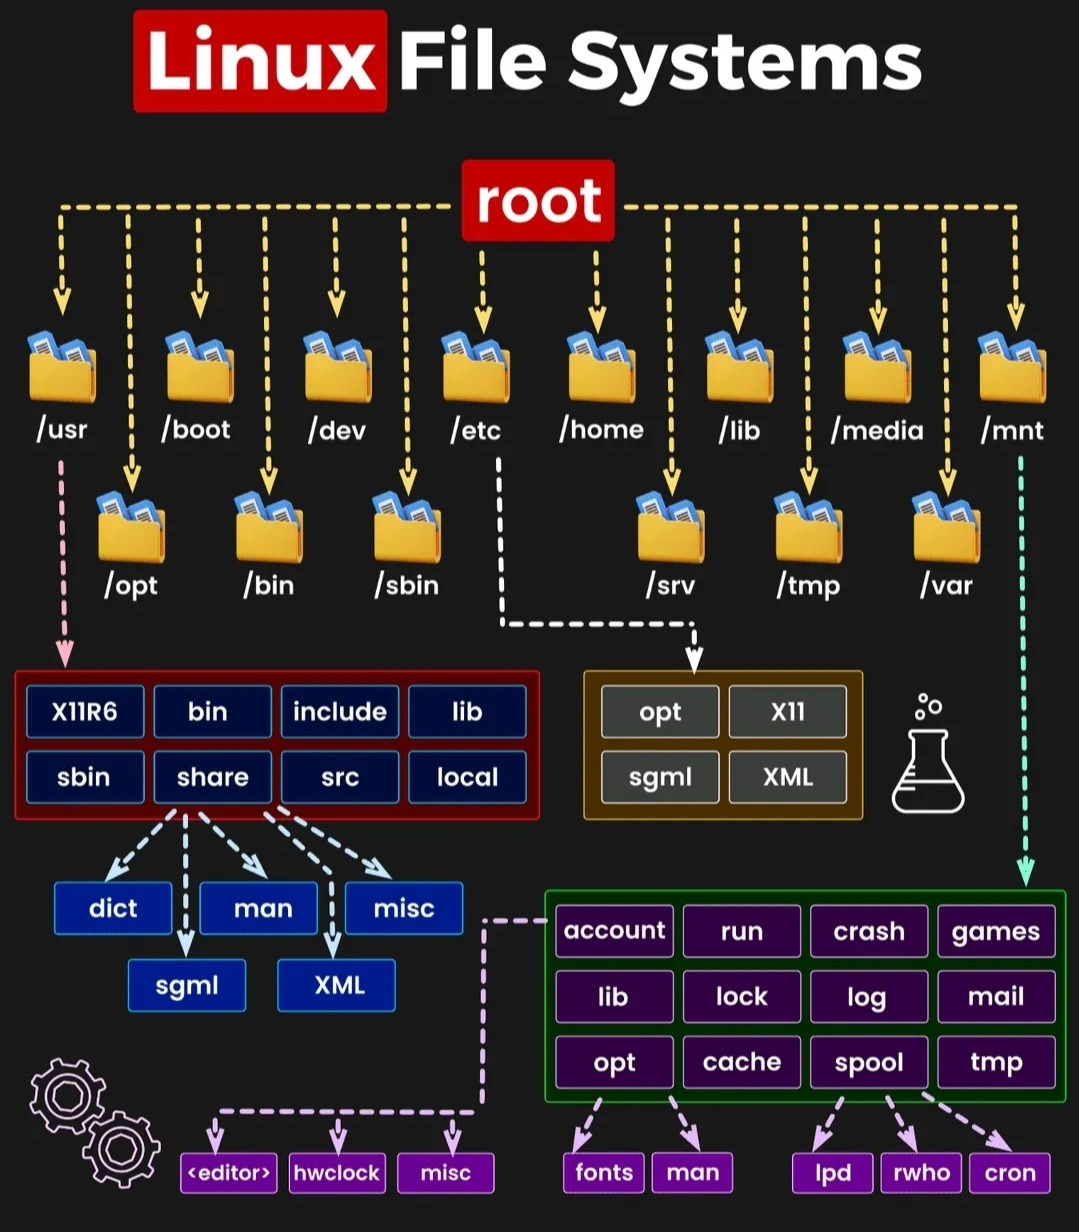 Linux File Systems
root
/usr /boot /dev /etc /home /lib /media /mnt
/opt /bin /sbin /srv /tmp /var
X11R6 bin include lib
sbin share src local
opt X11
sgml XML
dict man misc
sgml XML
account run crash games
lib lock log mail
opt cache spool tmp
<editor> hwclock misc
fonts man
lpd rwho cron